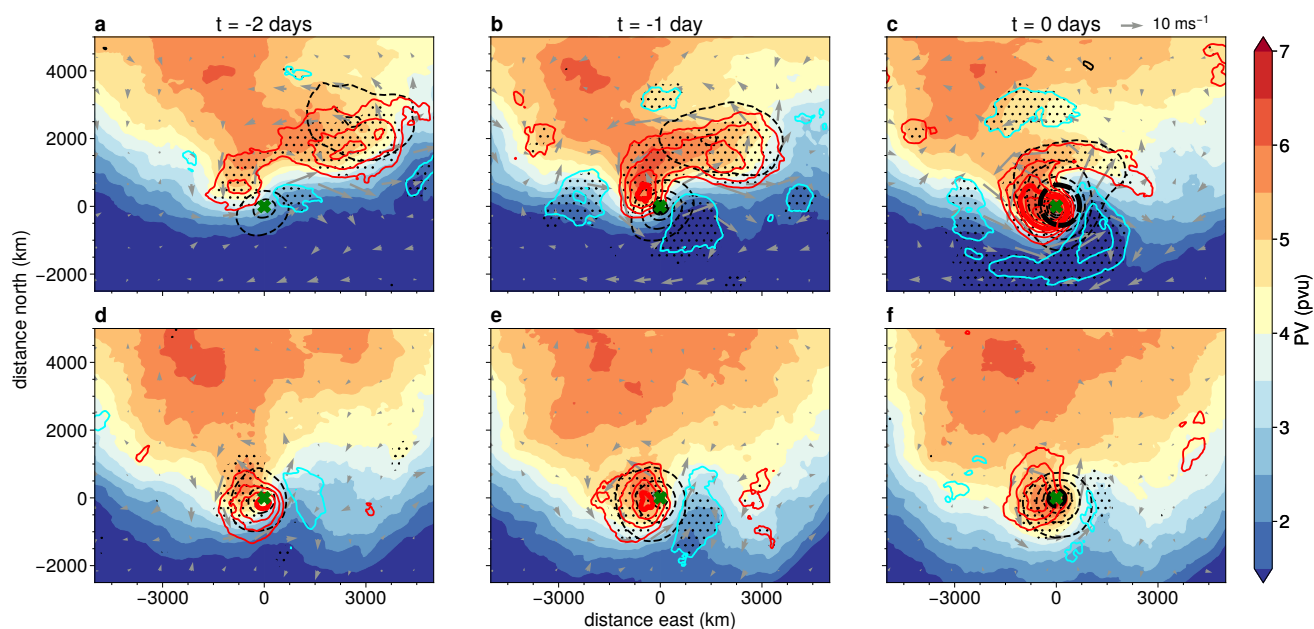 a t = -2 days
b t = -1 day
c t = 0 days 10 ms⁻¹
4000
2000
0
−2000
d
e
f
4000
2000
0
−2000
−3000 0 3000
−3000 0 3000
−3000 0 3000
distance east (km)
distance north (km)
7
6
5
4
3
2
PV (pvu)